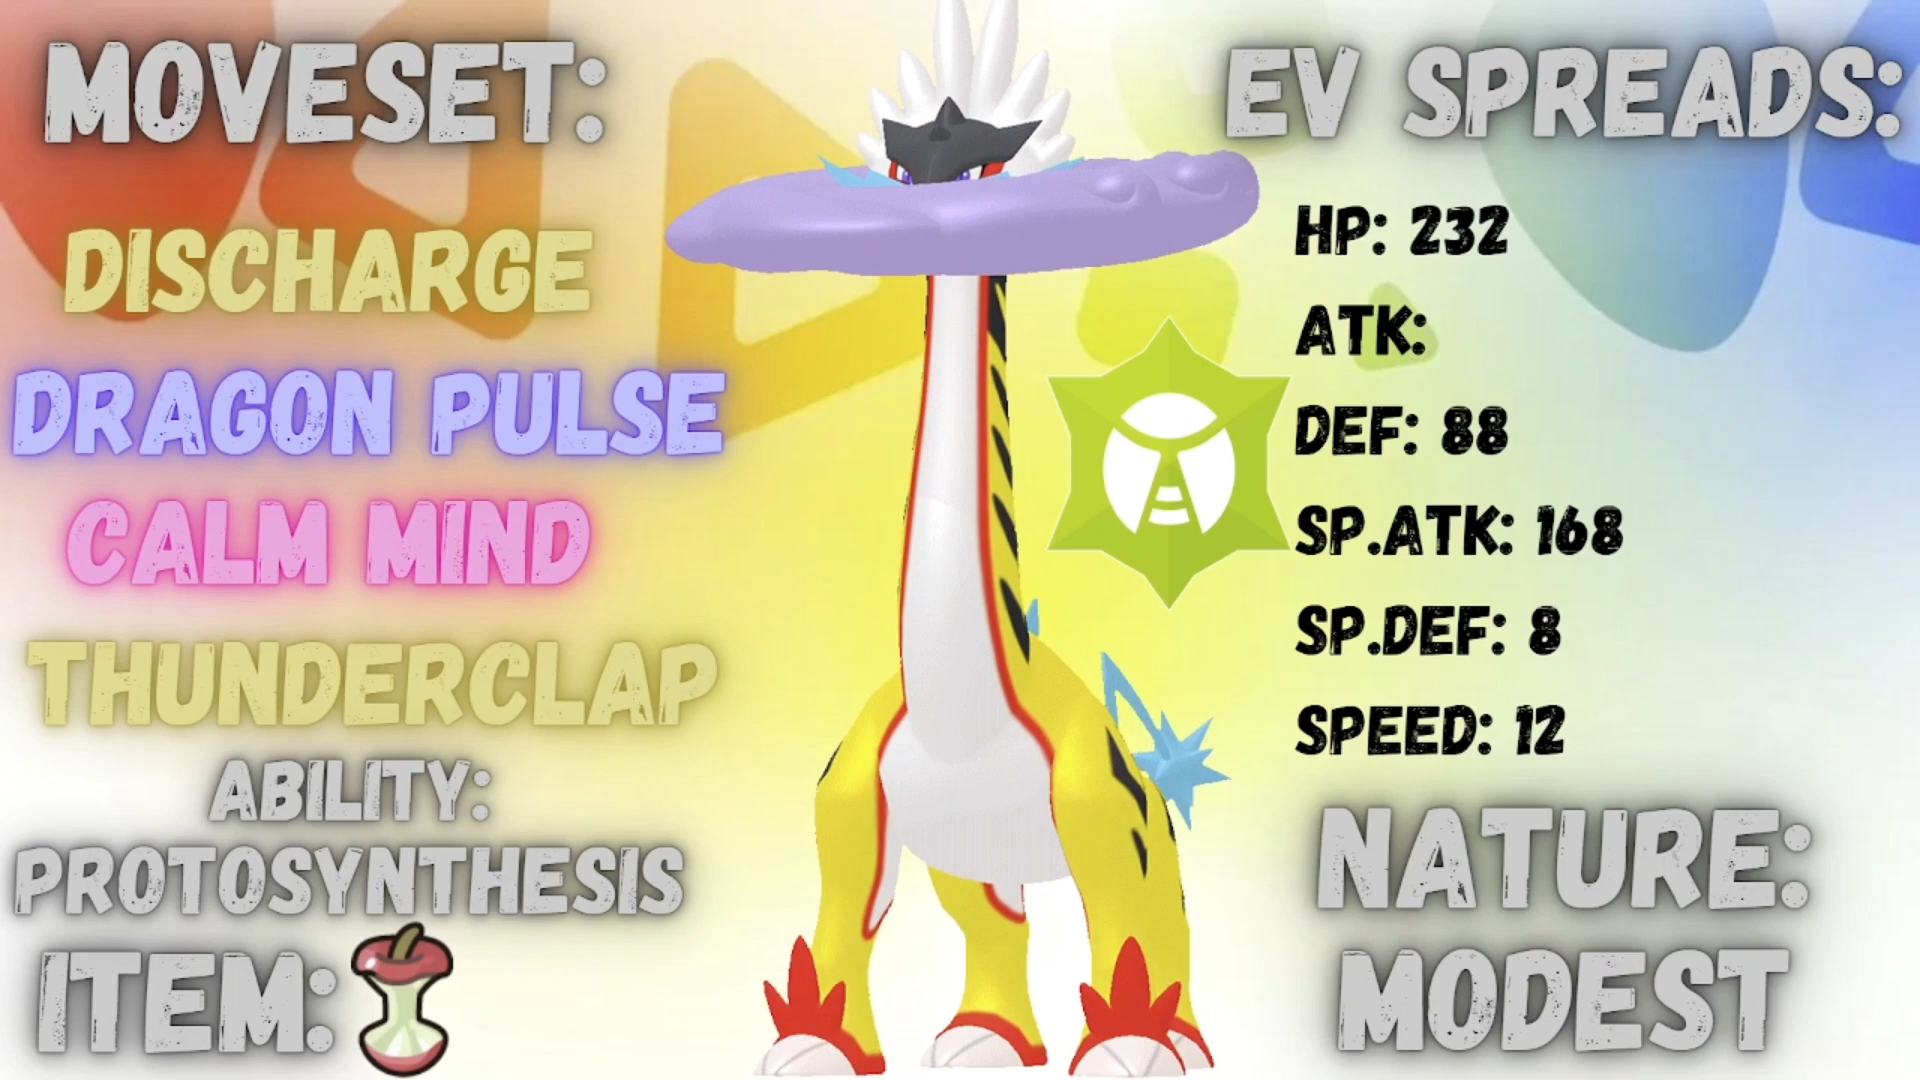 MOVESET:
DISCHARGE
DRAGON PULSE
CALM MIND
THUNDERCLAP
ABILITY:
PROTOSYNTHESIS
ITEM:
EV SPREADS:
HP: 232
ATK:
DEF: 88
SP.ATK: 168
SP.DEF: 8
SPEED: 12
NATURE:
MODEST